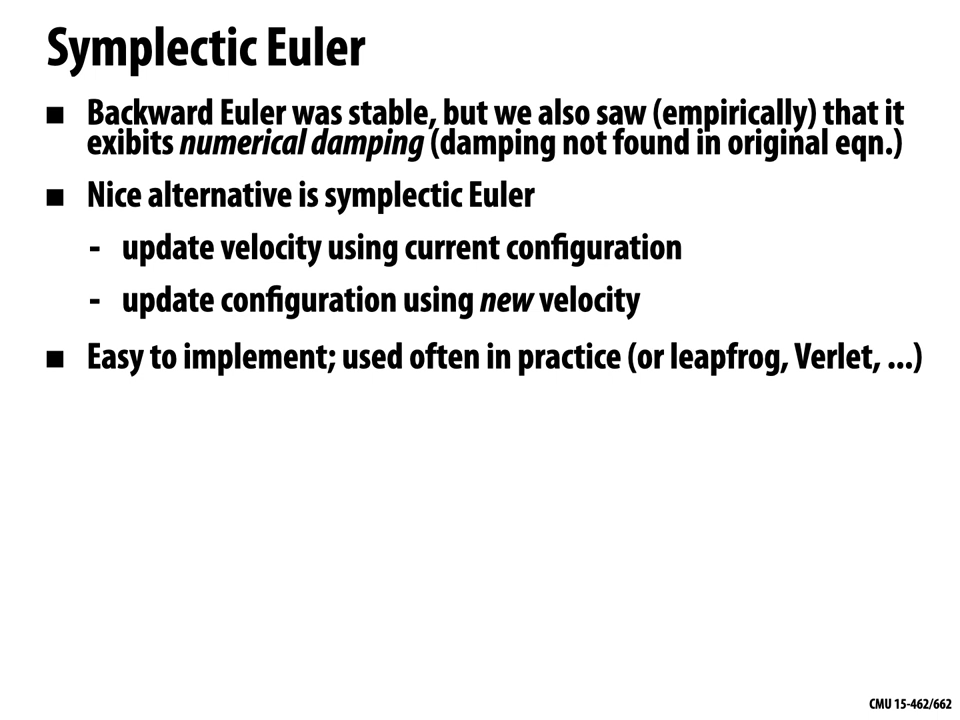 Symplectic Euler
■ Backward Euler was stable, but we also saw (empirically) that it
exibits numerical damping (damping not found in original eqn.)
■ Nice alternative is symplectic Euler
- update velocity using current configuration
- update configuration using new velocity
■ Easy to implement; used often in practice (or leapfrog, Verlet, ...)
CMU 15-462/662